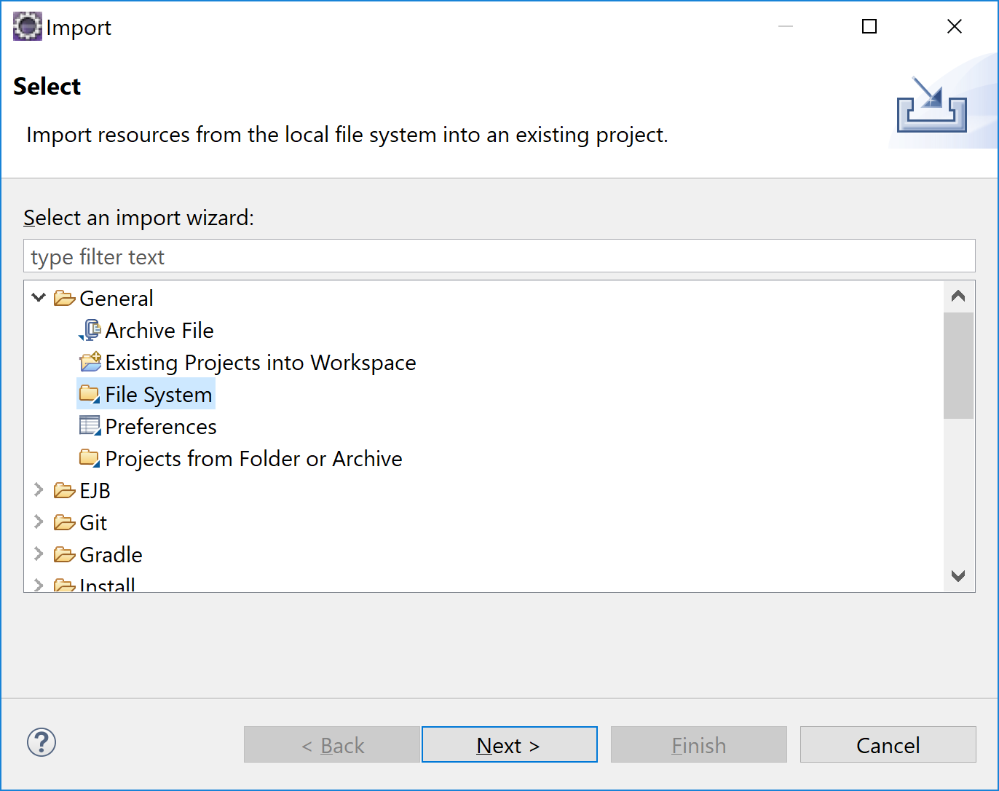 Import
Select
Import resources from the local file system into an existing project.
Select an import wizard:
type filter text
General
Archive File
Existing Projects into Workspace
File System
Preferences
Projects from Folder or Archive
EJB
Git
Gradle
Install
?
< Back
Next >
Finish
Cancel